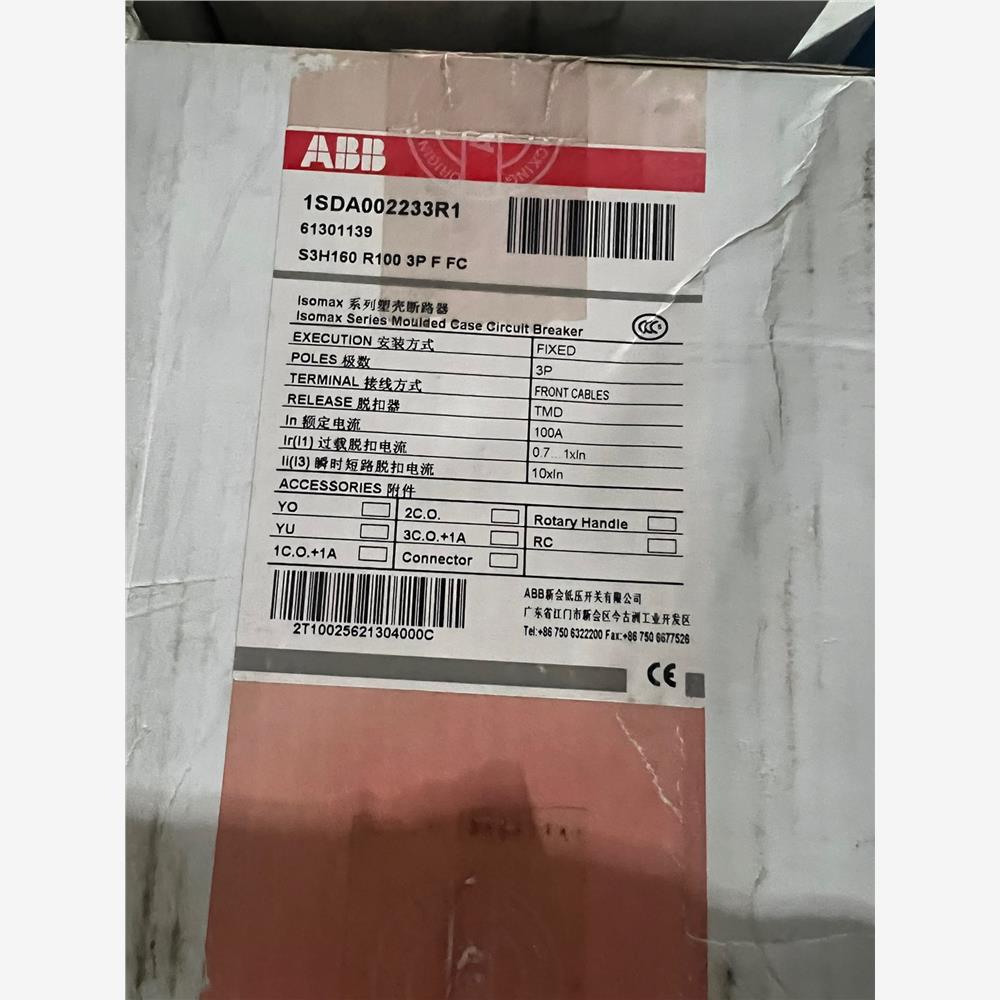 ABB
1SDA002233R1
61301139
S3H160 R100 3P F FC
Isomax 系列塑壳断路器
Isomax Series Moulded Case Circuit Breaker
CCC
EXECUTION 安装方式 FIXED
POLES 极数 3P
TERMINAL 接线方式 FRONT CABLES
RELEASE 脱扣器 TMD
In 额定电流 100A
Ir(I1) 过载脱扣电流 0.7...1xIn
Ii(I3) 瞬时短路脱扣电流 10xIn
ACCESSORIES 附件
YO 2C.O. Rotary Handle
YU 3C.O.+1A RC
1C.O.+1A Connector
2T10025621304000C
ABB新会低压开关有限公司
广东省江门市新会区今古洲工业开发区
Tel:+86 750 6322200 Fax:+86 750 6677526
CE